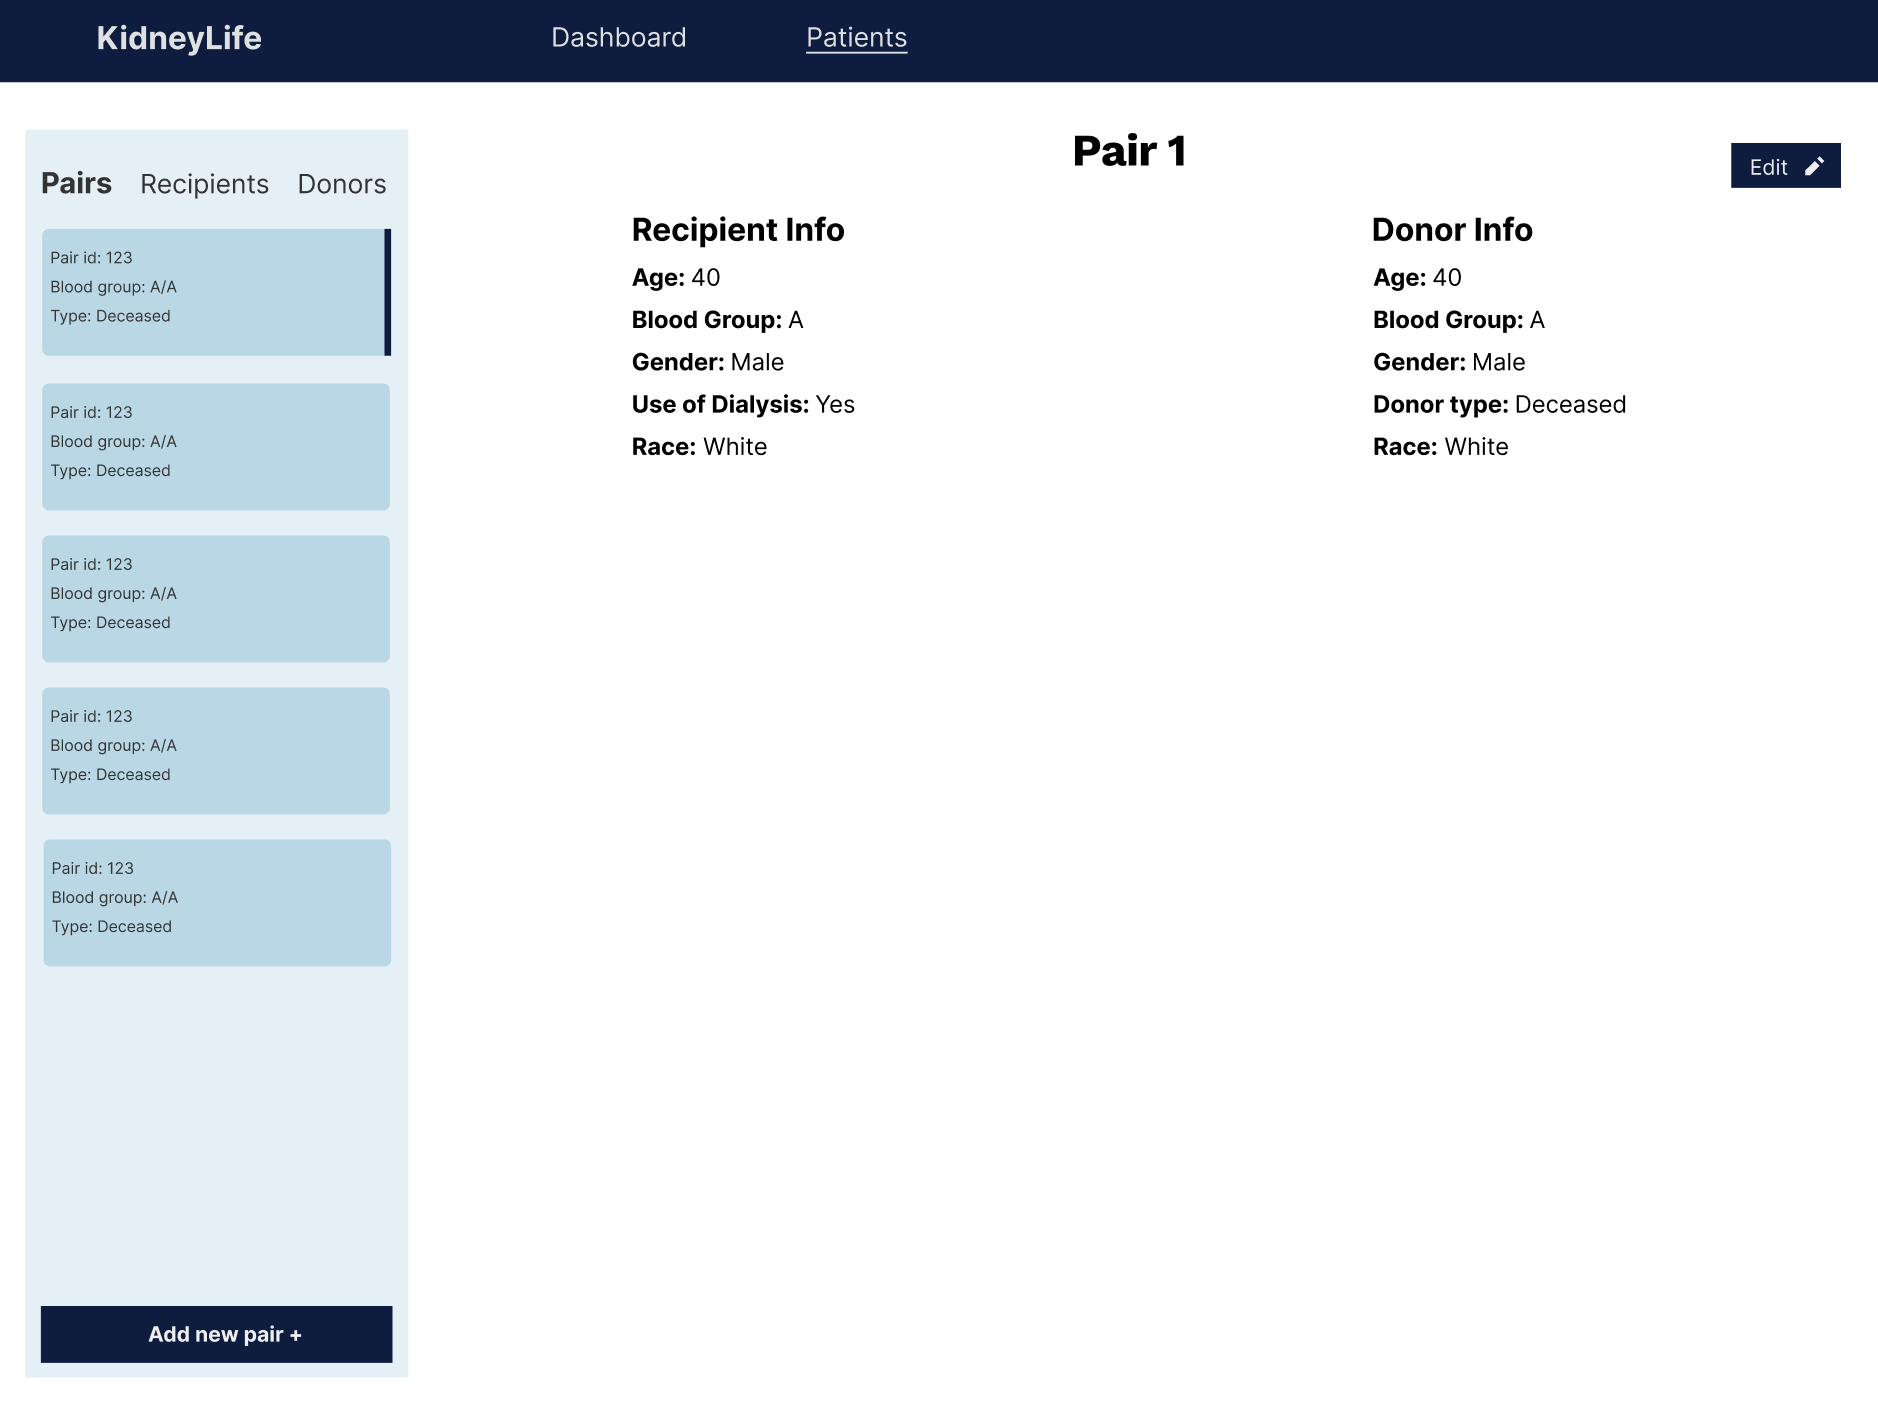 KidneyLife
Dashboard
Patients
Pairs
Recipients
Donors
Pair id: 123
Blood group: A/A
Type: Deceased
Pair id: 123
Blood group: A/A
Type: Deceased
Pair id: 123
Blood group: A/A
Type: Deceased
Pair id: 123
Blood group: A/A
Type: Deceased
Pair id: 123
Blood group: A/A
Type: Deceased
Add new pair +
Pair 1
Edit
Recipient Info
Age: 40
Blood Group: A
Gender: Male
Use of Dialysis: Yes
Race: White
Donor Info
Age: 40
Blood Group: A
Gender: Male
Donor type: Deceased
Race: White